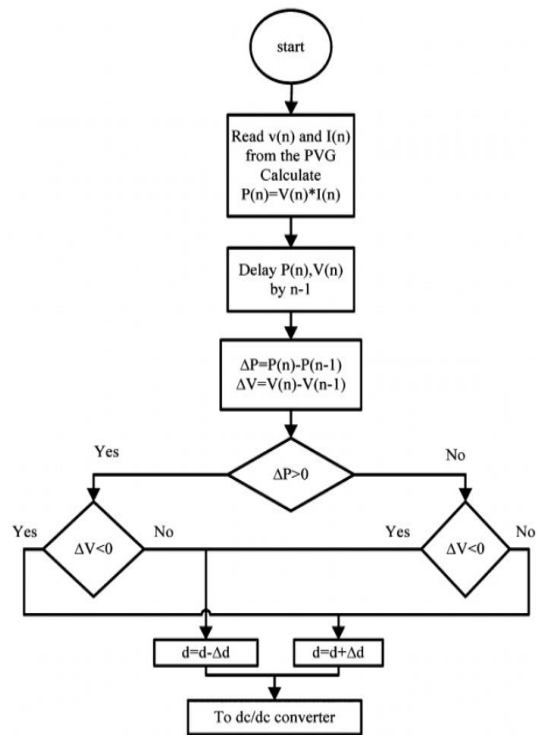 start
Read v(n) and I(n)
from the PVG
Calculate
P(n)=V(n)*I(n)
Delay P(n),V(n)
by n-1
ΔP=P(n)-P(n-1)
ΔV=V(n)-V(n-1)
Yes
No
ΔP>0
Yes
ΔV<0
No
Yes
ΔV<0
No
d=d-Δd
d=d+Δd
To dc/dc converter